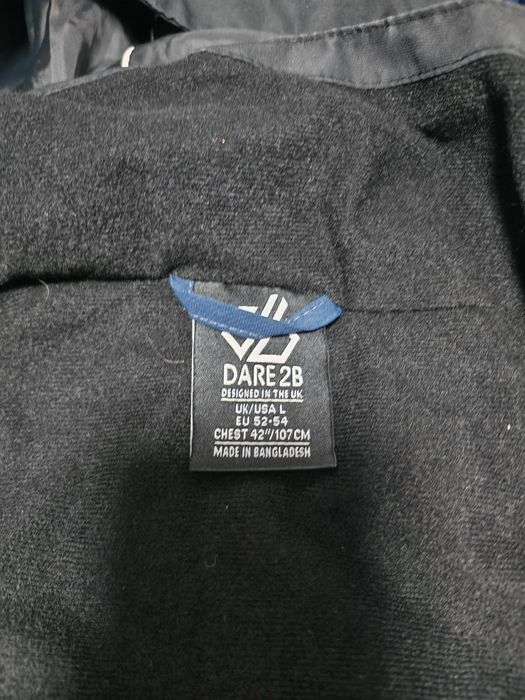 DARE 2B
DESIGNED IN THE UK
UK/USA L
EU 52-54
CHEST 42"/107CM
MADE IN BANGLADESH